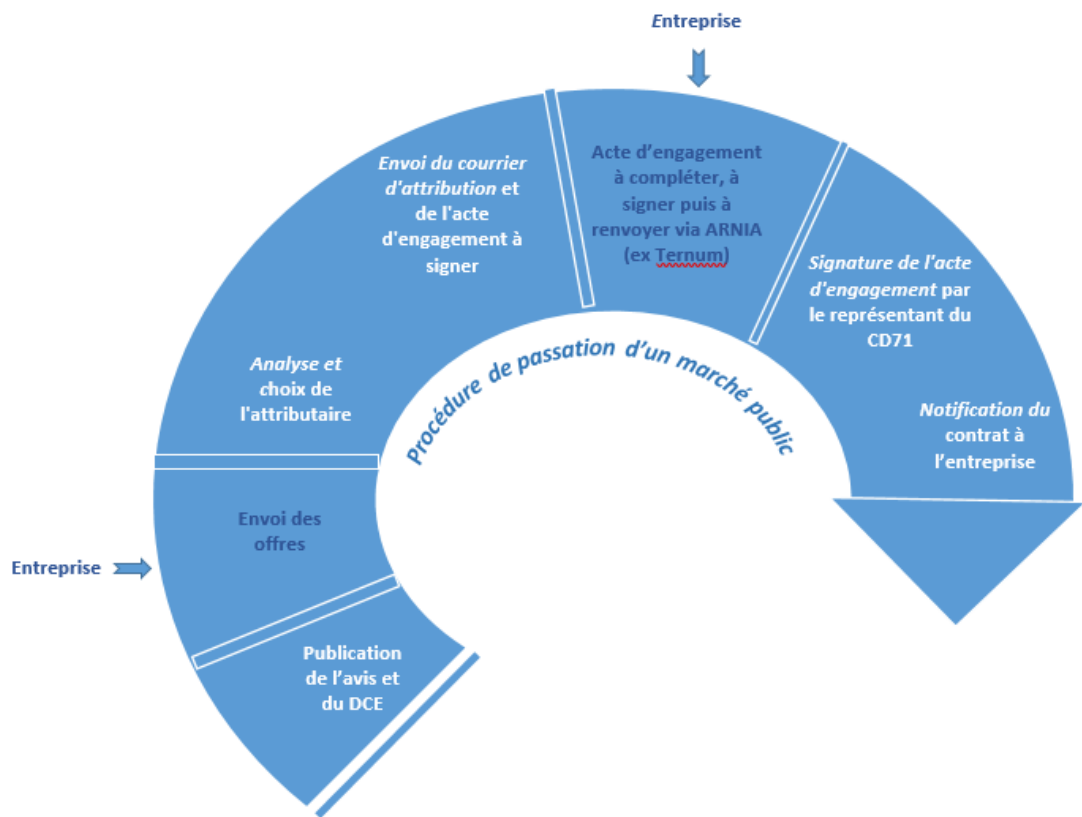 Entreprise
Envoi du courrier
d'attribution et
de l'acte
d'engagement à
signer
Acte d'engagement
à compléter, à
signer puis à
renvoyer via ARNIA
(ex Ternum)
Signature de l'acte
d'engagement par
le représentant du
CD71
Notification du
contrat à
l'entreprise
Procédure de passation d'un marché public
Analyse et
choix de
l'attributaire
Envoi des
offres
Entreprise
Publication
de l'avis et
du DCE